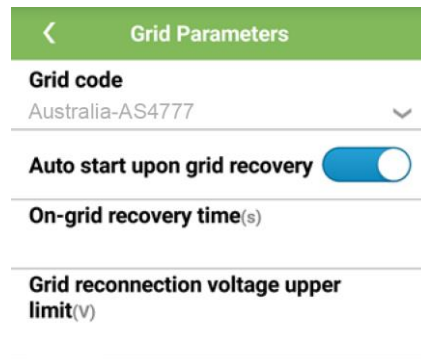 Grid Parameters
Grid code
Australia-AS4777
Auto start upon grid recovery
On-grid recovery time(s)
Grid reconnection voltage upper
limit(V)